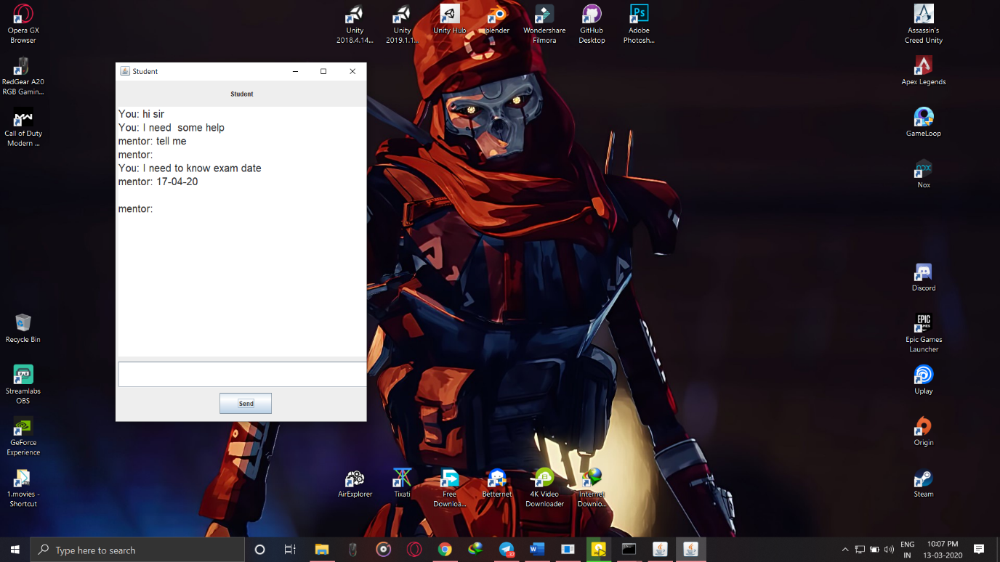 Opera GX
Browser
RedGear A20
RGB Gamin...
Call of Duty
Modern ...
Recycle Bin
Streamlabs
OBS
GeForce
Experience
1.movies -
Shortcut
Unity
2018.4.14...
Unity
2019.1.1...
Unity Hub
blender
Wondershare
Filmora
GitHub
Desktop
Ps
Adobe
Photosh...
Student
Student
You: hi sir
You: I need  some help
mentor: tell me
mentor:
You: I need to know exam date
mentor: 17-04-20
mentor:
Send
AirExplorer
Tixati
Free
Downloa...
Betternet
4K Video
Downloader
Internet
Downlo...
Assassin's
Creed Unity
Apex Legends
GameLoop
nox
Nox
Discord
EPIC
GAMES
Epic Games
Launcher
Uplay
Origin
Steam
Type here to search
37
ENG
IN
10:07 PM
13-03-2020